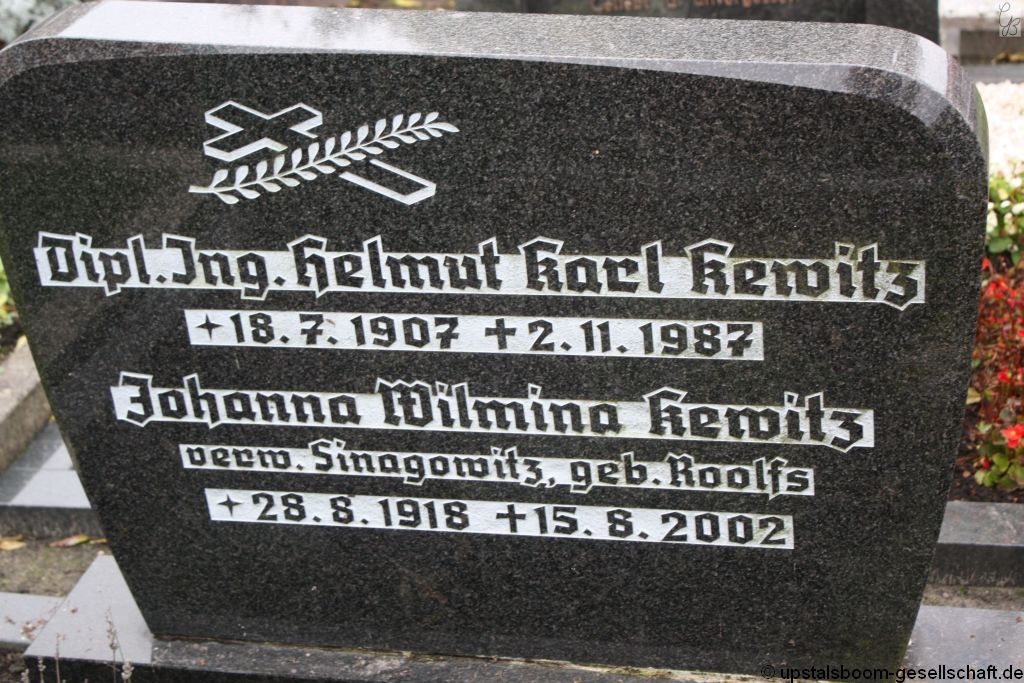 Dipl. Ing. Helmut Karl Kewitz
✦ 18. 7. 1907 ✝ 2. 11. 1987
Johanna Wilmina Kewitz
verw. Sinagowitz, geb. Roolfs
✦ 28. 8. 1918 ✝ 15. 8. 2002
© upstalsboom-gesellschaft.de